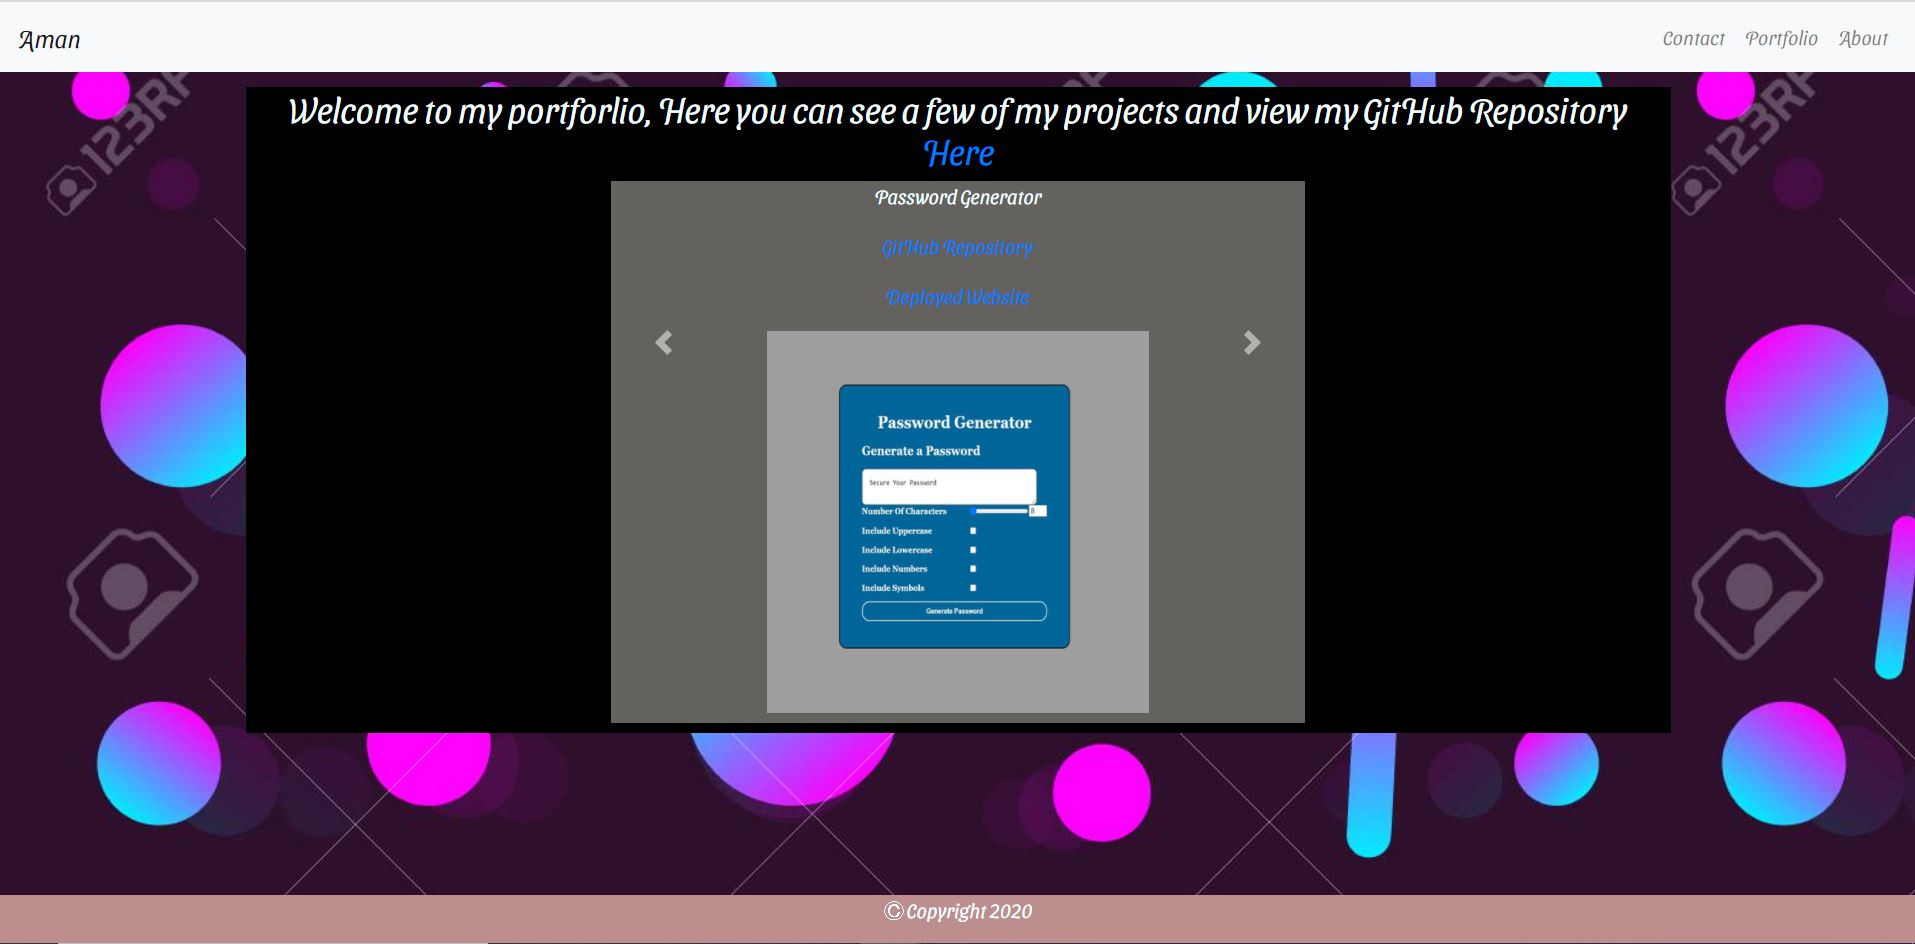 Aman
Contact Portfolio About
123RF
123RF
Welcome to my portforlio, Here you can see a few of my projects and view my GitHub Repository
Here
Password Generator
GitHub Repository
Deployed Website
Password Generator
Generate a Password
Secure Your Password
Number Of Characters 8
Include Uppercase
Include Lowercase
Include Numbers
Include Symbols
Generate Password
© Copyright 2020